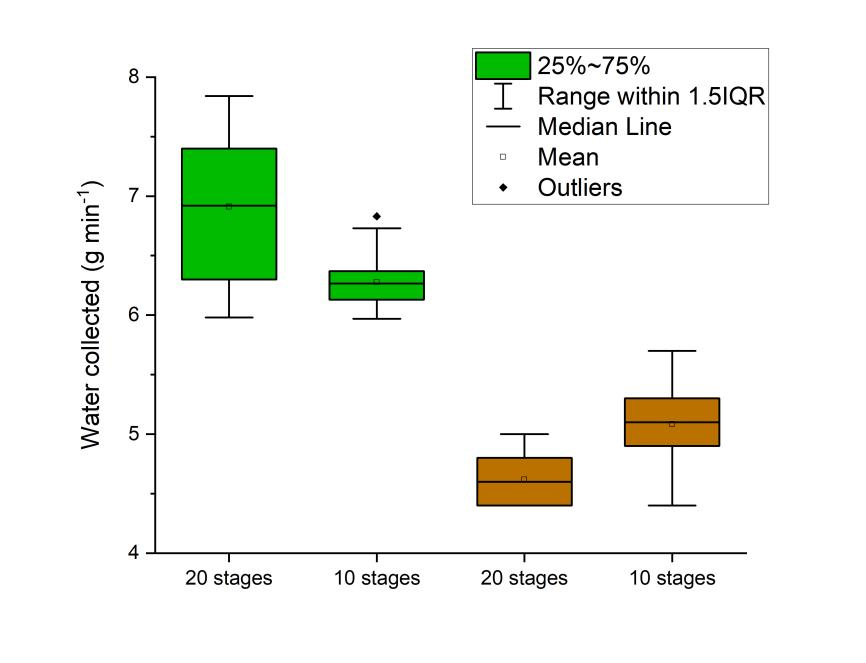 25%~75%
Range within 1.5IQR
Median Line
Mean
Outliers
8
7
6
5
4
Water collected (g min⁻¹)
20 stages 10 stages 20 stages 10 stages